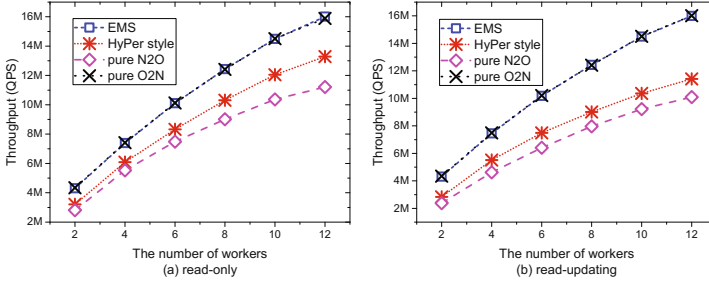 16M
14M
12M
10M
8M
6M
4M
2M
Throughput (QPS)
EMS
HyPer style
pure N2O
pure O2N
2 4 6 8 10 12
The number of workers
(a) read-only
16M
14M
12M
10M
8M
6M
4M
2M
Throughput (QPS)
EMS
HyPer style
pure N2O
pure O2N
2 4 6 8 10 12
The number of workers
(b) read-updating